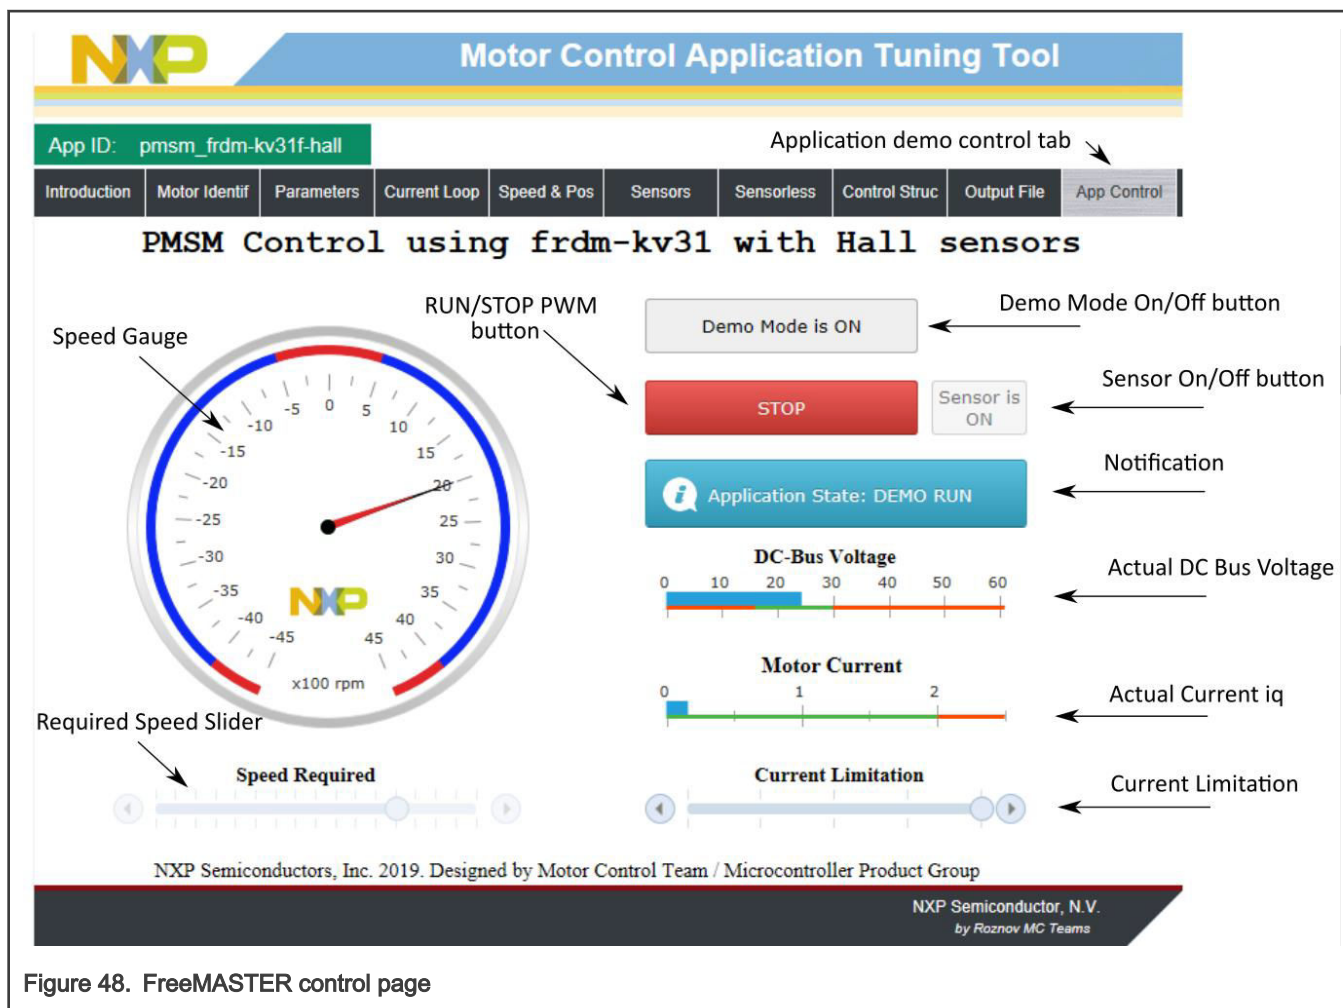 NXP
Motor Control Application Tuning Tool
App ID: pmsm_frdm-kv31f-hall
Application demo control tab
Introduction
Motor Identif
Parameters
Current Loop
Speed & Pos
Sensors
Sensorless
Control Struc
Output File
App Control
PMSM Control using frdm-kv31 with Hall sensors
Speed Gauge
RUN/STOP PWM
button
Demo Mode is ON
Demo Mode On/Off button
STOP
Sensor is
ON
Sensor On/Off button
Application State: DEMO RUN
Notification
-45
-40
-35
-30
-25
-20
-15
-10
-5
0
5
10
15
20
25
30
35
40
45
NXP
x100 rpm
DC-Bus Voltage
0 10 20 30 40 50 60
Actual DC Bus Voltage
Motor Current
0 1 2
Actual Current iq
Required Speed Slider
Speed Required
Current Limitation
Current Limitation
NXP Semiconductors, Inc. 2019. Designed by Motor Control Team / Microcontroller Product Group
NXP Semiconductor, N.V.
by Roznov MC Teams
Figure 48. FreeMASTER control page